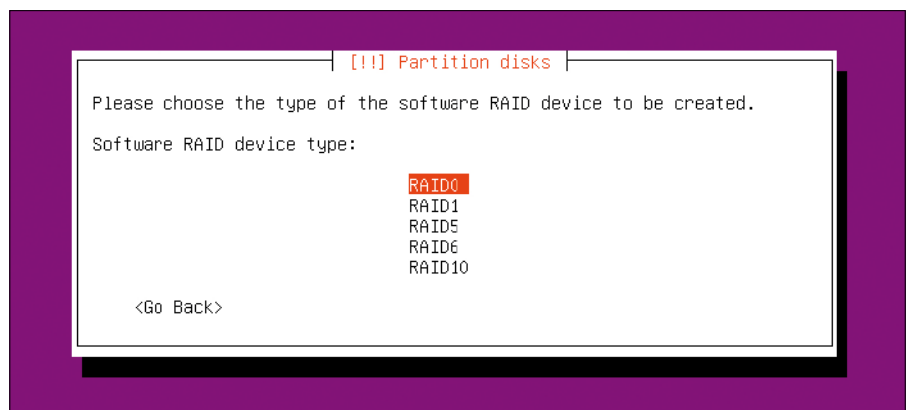 [!!] Partition disks
Please choose the type of the software RAID device to be created.
Software RAID device type:
RAID0
RAID1
RAID5
RAID6
RAID10
<Go Back>